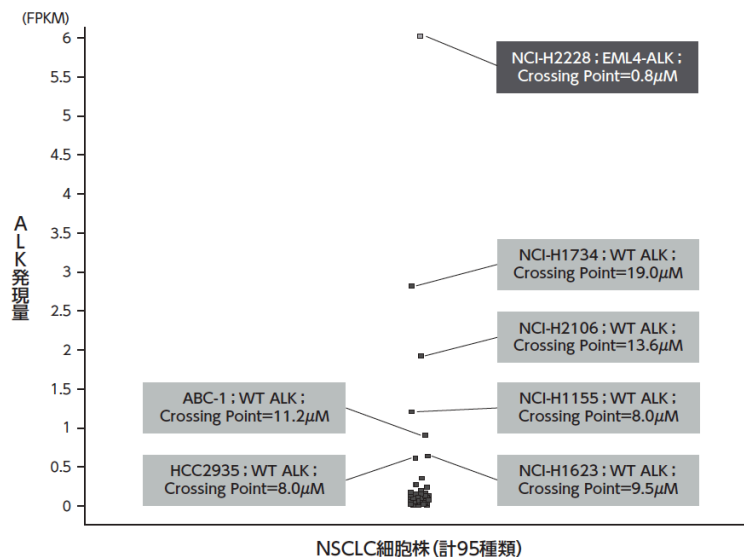 (FPKM)
6
5.5
5
4.5
4
3.5
3
2.5
2
1.5
1
0.5
0
ALK発現量
NCI-H2228；EML4-ALK；
Crossing Point=0.8μM
NCI-H1734；WT ALK；
Crossing Point=19.0μM
NCI-H2106；WT ALK；
Crossing Point=13.6μM
ABC-1；WT ALK；
Crossing Point=11.2μM
NCI-H1155；WT ALK；
Crossing Point=8.0μM
HCC2935；WT ALK；
Crossing Point=8.0μM
NCI-H1623；WT ALK；
Crossing Point=9.5μM
NSCLC細胞株（計95種類）